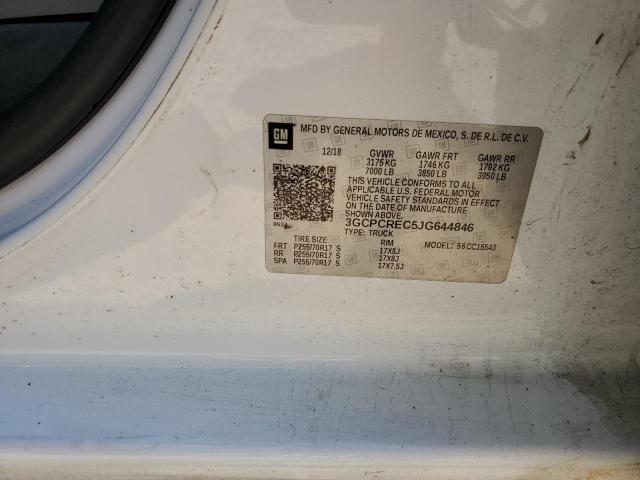 GM MFD BY GENERAL MOTORS DE MEXICO, S. DE R.L. DE C.V.
12/18 GVWR GAWR FRT GAWR RR
3175 KG 1746 KG 1792 KG
7000 LB 3850 LB 3950 LB
THIS VEHICLE CONFORMS TO ALL
APPLICABLE U.S. FEDERAL MOTOR
VEHICLE SAFETY STANDARDS IN EFFECT
ON THE DATE OF MANUFACTURE
SHOWN ABOVE.
3GCPCREC5JG644846
TYPE: TRUCK MODEL: 56CC15543
TIRE SIZE RIM
FRT P255/70R17 S 17X8J
RR P255/70R17 S 17X8J
SPA P255/70R17 S 17X7.5J